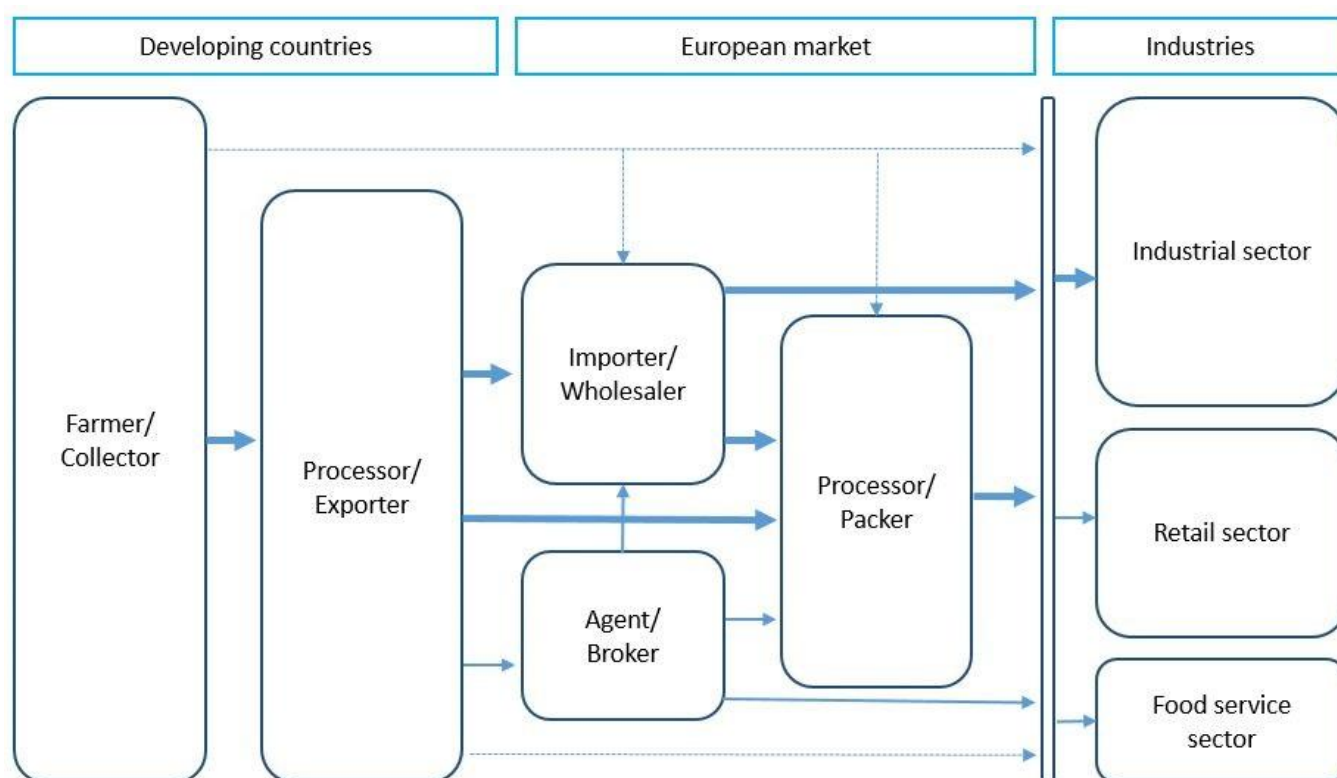 Developing countries
European market
Industries
Farmer/
Collector
Processor/
Exporter
Importer/
Wholesaler
Agent/
Broker
Processor/
Packer
Industrial sector
Retail sector
Food service
sector